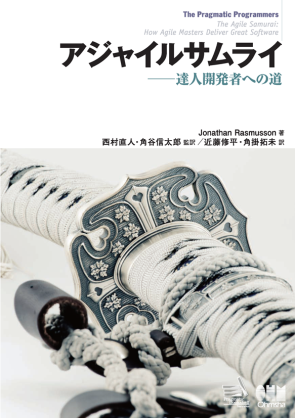 The Pragmatic Programmers
The Agile Samurai:
How Agile Masters Deliver Great Software
アジャイルサムライ
——達人開発者への道
Jonathan Rasmusson 著
西村直人・角谷信太郎 監訳／近藤修平・角掛拓未 訳
OHM
Ohmsha